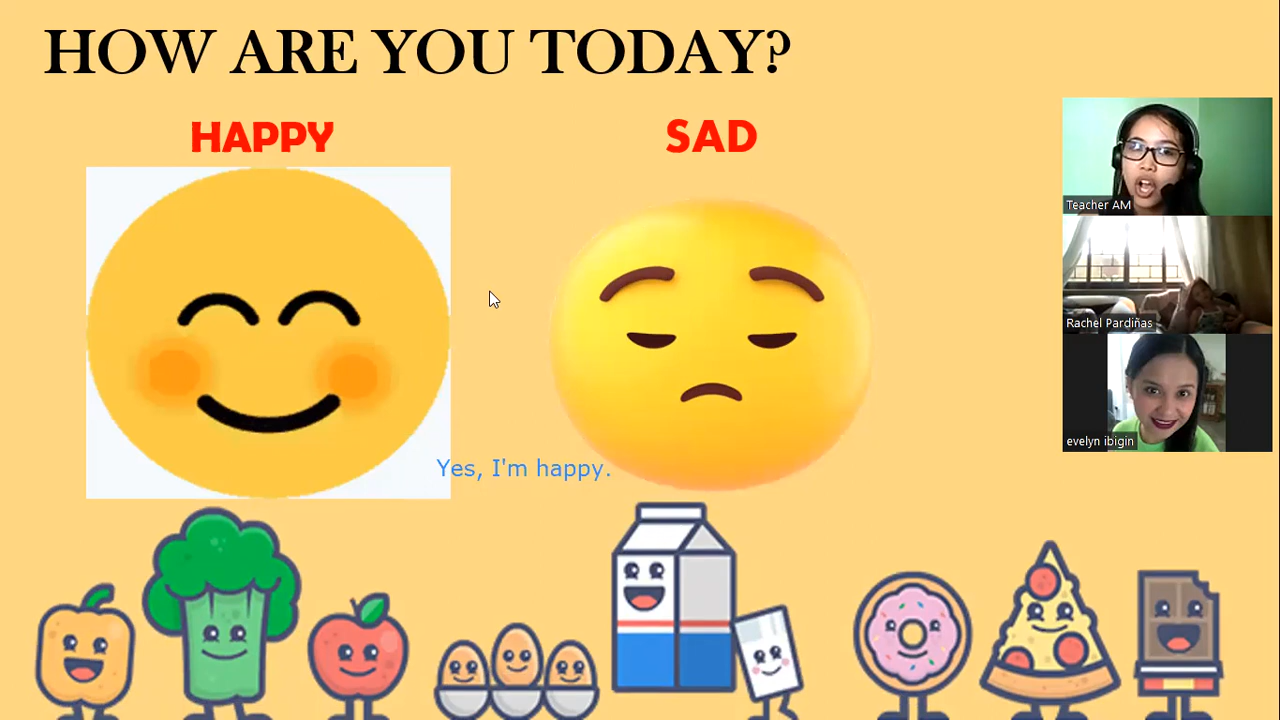 HOW ARE YOU TODAY?
HAPPY
SAD
Teacher AM
Rachel Pardiñas
evelyn ibigin
Yes, I'm happy.